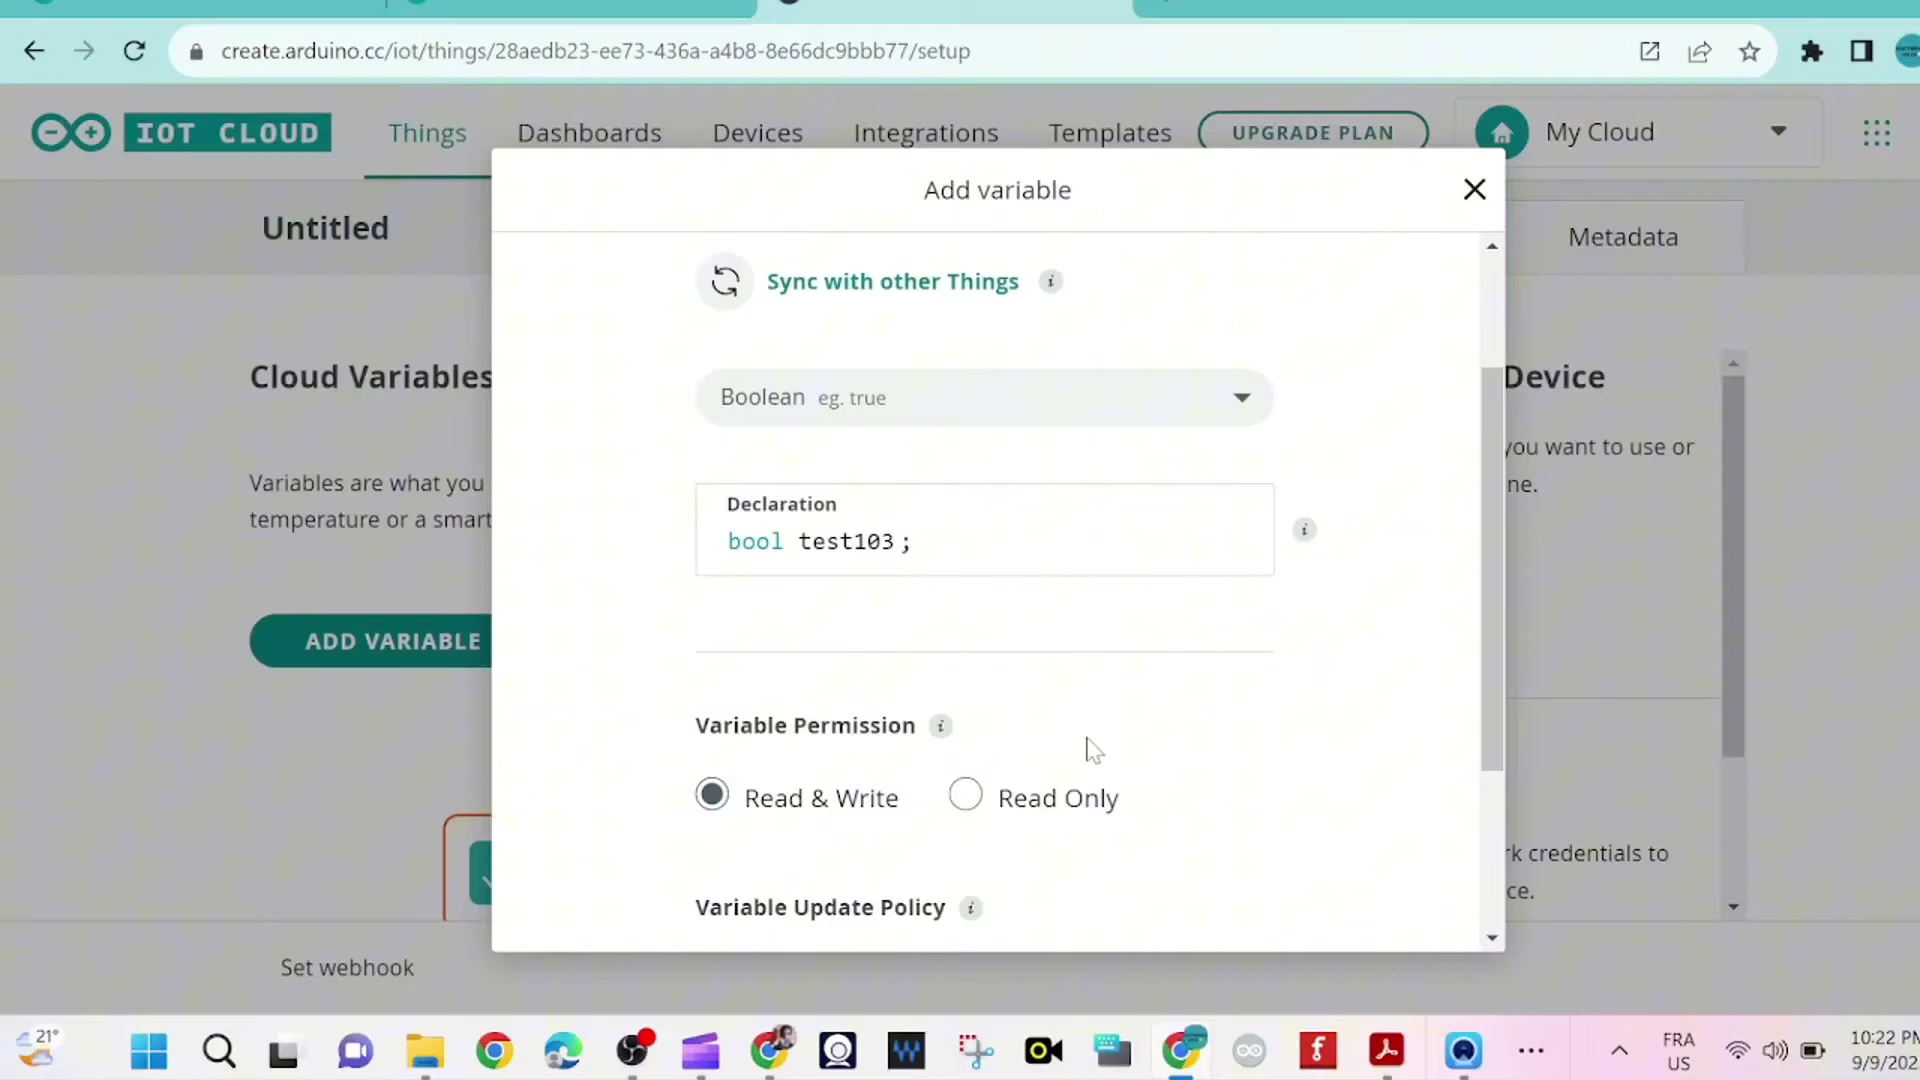 create.arduino.cc/iot/things/28aedb23-ee73-436a-a4b8-8e66dc9bbb77/setup
IOT CLOUD
Things
Dashboards
Devices
Integrations
Templates
UPGRADE PLAN
My Cloud
Add variable
Untitled
Metadata
Sync with other Things
Cloud Variables
Device
Boolean eg. true
you want to use or
ne.
Variables are what you
temperature or a smart
Declaration
bool test103;
ADD VARIABLE
Variable Permission
Read & Write
Read Only
rk credentials to
ce.
Variable Update Policy
Set webhook
21°
FRA
US
10:22 PM
9/9/202